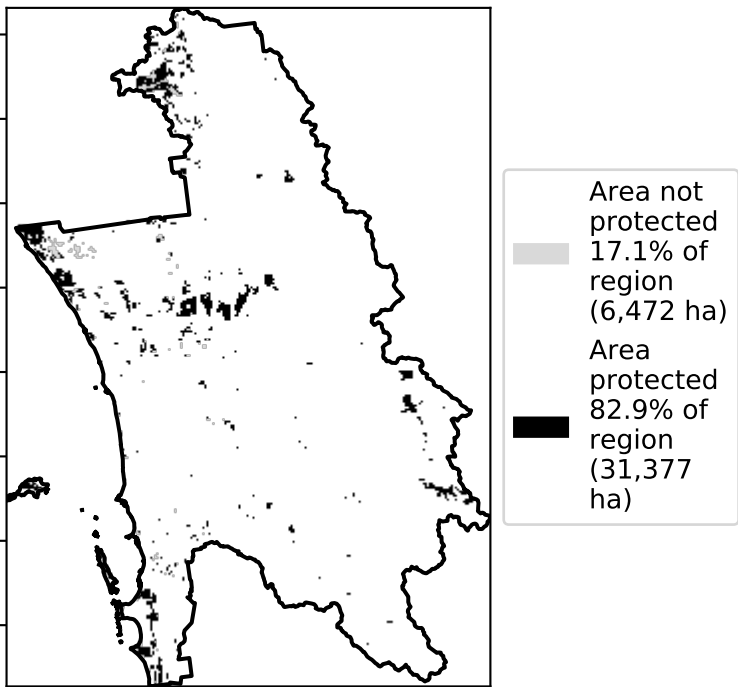 Area not
protected
17.1% of
region
(6,472 ha)
Area
protected
82.9% of
region
(31,377
ha)